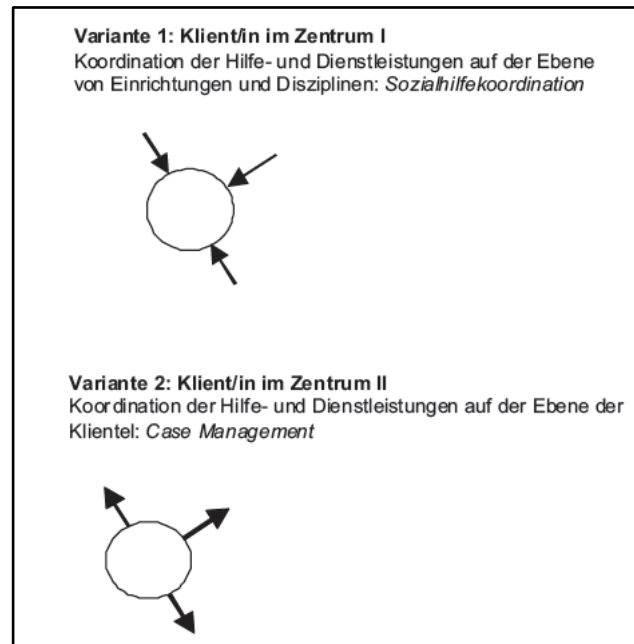 Variante 1: Klient/in im Zentrum I
Koordination der Hilfe- und Dienstleistungen auf der Ebene
von Einrichtungen und Disziplinen: Sozialhilfekoordination
Variante 2: Klient/in im Zentrum II
Koordination der Hilfe- und Dienstleistungen auf der Ebene der
Klientel: Case Management